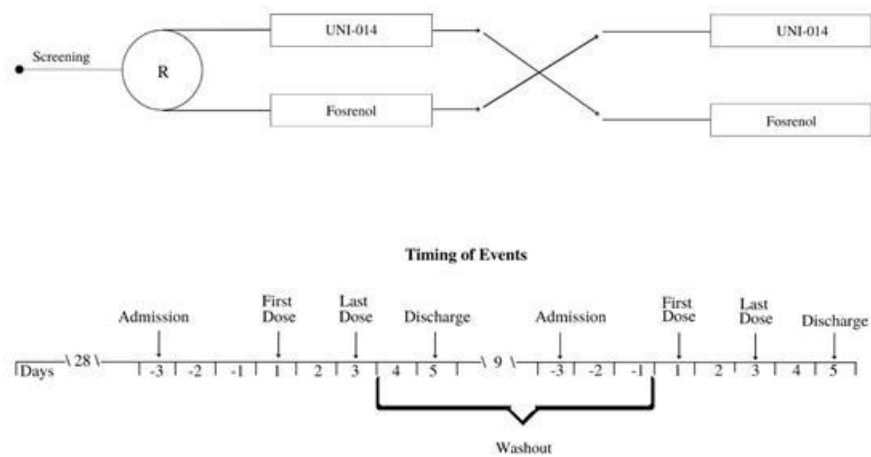 UNI-014
UNI-014
Screening
R
Fosrenol
Fosrenol
Timing of Events
Admission First Dose Last Dose Discharge Admission First Dose Last Dose Discharge
Days \ 28 \ -3 -2 -1 1 2 3 4 5 \ 9 \ -3 -2 -1 1 2 3 4 5
Washout